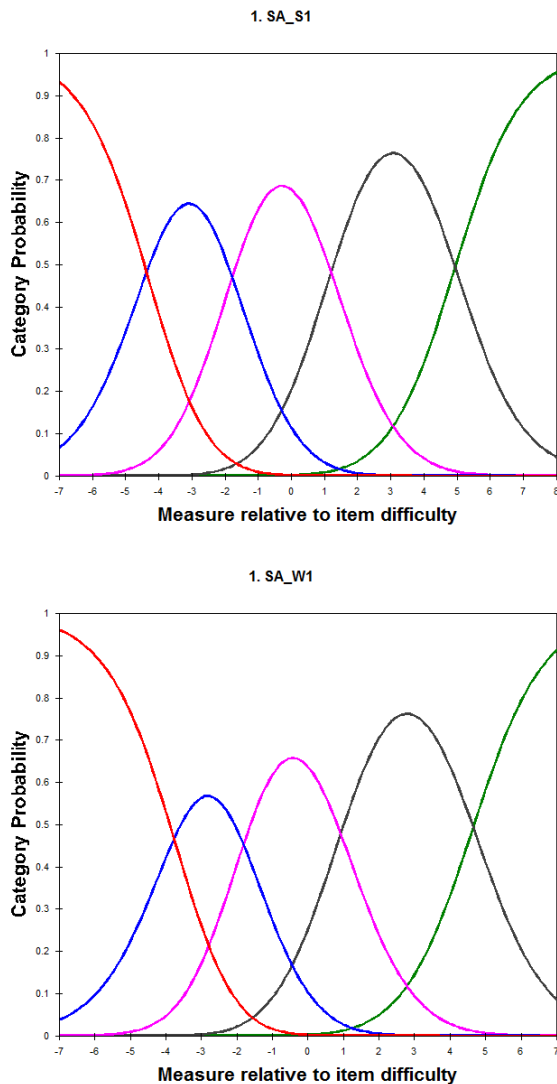 1. SA_S1
Category Probability
1
0.9
0.8
0.7
0.6
0.5
0.4
0.3
0.2
0.1
0
-7 -6 -5 -4 -3 -2 -1 0 1 2 3 4 5 6 7 8
Measure relative to item difficulty
1. SA_W1
Category Probability
1
0.9
0.8
0.7
0.6
0.5
0.4
0.3
0.2
0.1
0
-7 -6 -5 -4 -3 -2 -1 0 1 2 3 4 5 6 7
Measure relative to item difficulty